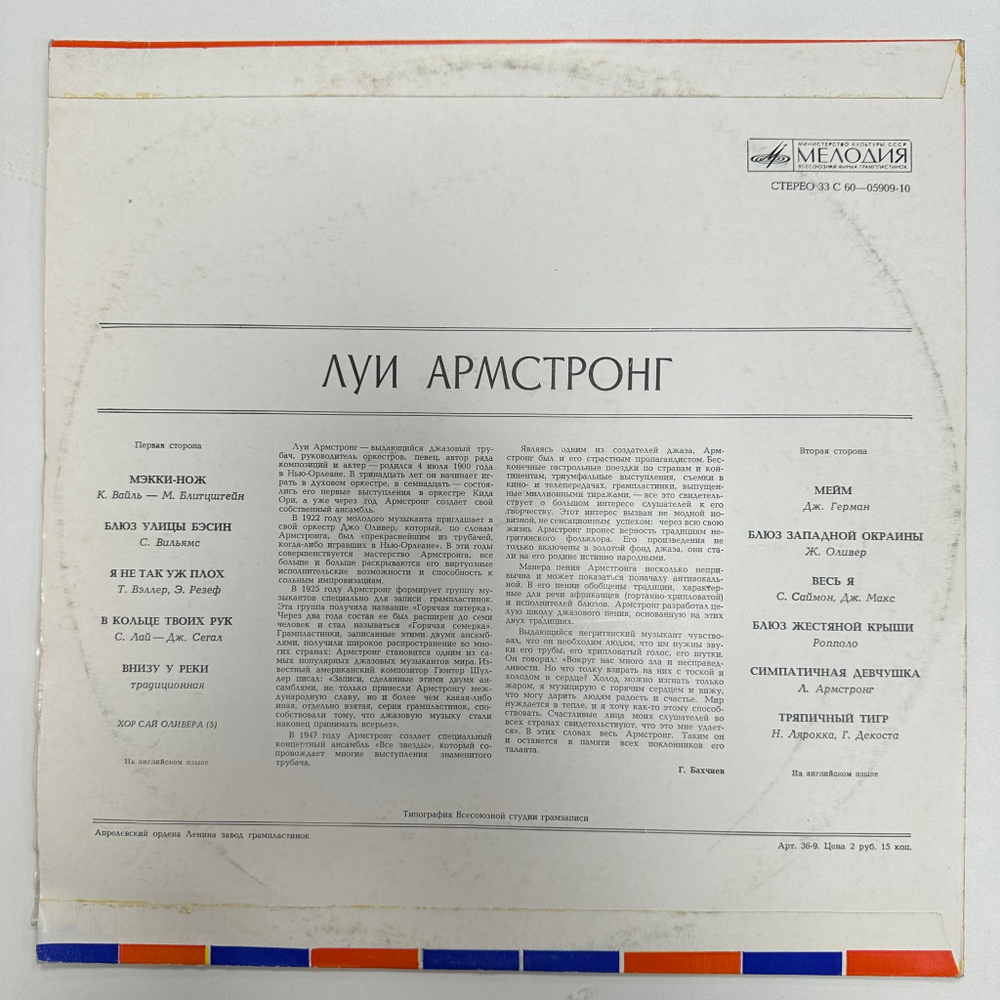 МИНИСТЕРСТВО КУЛЬТУРЫ СССР
МЕЛОДИЯ
ВСЕСОЮЗНАЯ ФИРМА ГРАМПЛАСТИНОК
СТЕРЕО 33 С 60—05909-10
ЛУИ АРМСТРОНГ
Первая сторона
МЭККИ-НОЖ
К. Вайль — М. Блитцштейн
БЛЮЗ УЛИЦЫ БЭСИН
С. Вильямс
Я НЕ ТАК УЖ ПЛОХ
Т. Вэллер, Э. Резеф
В КОЛЬЦЕ ТВОИХ РУК
С. Лай — Дж. Сегал
ВНИЗУ У РЕКИ
традиционная
ХОР САЙ ОЛИВЕРА (5)
На английском языке
Луи Армстронг — выдающийся джазовый тру-
бач, руководитель оркестров, певец, автор ряда
композиций и актер — родился 4 июля 1900 года
в Нью-Орлеане. В тринадцать лет он начинает иг-
рать в духовом оркестре, в семнадцать — состоя-
лись его первые выступления в оркестре Кида
Ори, а уже через год Армстронг создает свой
собственный ансамбль.
В 1922 году молодого музыканта приглашает в
свой оркестр Джо Оливер, который, по словам
Армстронга, был «прекраснейшим из трубачей,
когда-либо игравших в Нью-Орлеане». В эти годы
совершенствуется мастерство Армстронга, все
больше и больше раскрываются его виртуозные
исполнительские возможности и способность к
сольным импровизациям.
В 1925 году Армстронг формирует группу му-
зыкантов специально для записи грампластинок.
Эта группа получила название «Горячая пятерка».
Через два года состав ее был расширен до семи
человек и стал называться «Горячая семерка».
Грампластинки, записанные этими двумя ансамб-
лями, получили широкое распространение во мно-
гих странах: Армстронг становится одним из са-
мых популярных джазовых музыкантов мира. Из-
вестный американский композитор Гюнтер Шул-
лер писал: «Записи, сделанные этими двумя ан-
самблями, не только принесли Армстронгу меж-
дународную славу, но и более чем какая-либо
иная, отдельно взятая, серия грампластинок, спо-
собствовали тому, что джазовую музыку стали
наконец принимать всерьез».
В 1947 году Армстронг создает специальный
концертный ансамбль «Все звезды», который со-
провождает многие выступления знаменитого
трубача.
Являясь одним из создателей джаза, Арм-
стронг был и его страстным пропагандистом. Бес-
конечные гастрольные поездки по странам и кон-
тинентам, триумфальные выступления, съемки в
кино- и телепередачах, грампластинки, выпущен-
ные миллионными тиражами, — все это свидетель-
ствует о большом интересе слушателей к его
творчеству. Этот интерес вызван не модной но-
визной, не сенсационным успехом: через всю свою
жизнь Армстронг пронес верность традициям не-
гритянского фольклора. Его произведения не
только включены в золотой фонд джаза, они ста-
ли на его родине истинно народными.
Манера пения Армстронга несколько непри-
вычна и может показаться поначалу антивокаль-
ной. В его пении обобщены традиции, характер-
ные для речи африканцев (гортанно-хрипловатой)
и исполнителей блюзов. Армстронг разработал це-
лую школу джазового пения, основанную на этих
двух традициях.
Выдающийся негритянский музыкант чувство-
вал, что он необходим людям, что им нужны зву-
ки его трубы, его хрипловатый голос, его шутки.
Он говорил: «Вокруг нас много зла и несправед-
ливости. Но что толку взирать на них с тоской и
холодом в сердце? Холод можно изгнать только
жаром, я музицирую с горячим сердцем и вижу,
что могу дарить людям радость и счастье. Мир
нуждается в тепле, и я хочу как-то этому способ-
ствовать. Счастливые лица моих слушателей во
всех странах свидетельствуют, что это мне удает-
ся». В этих словах весь Армстронг. Таким он
и останется в памяти всех поклонников его
таланта.
Г. Бахчиев
Вторая сторона
МЕЙМ
Дж. Герман
БЛЮЗ ЗАПАДНОЙ ОКРАИНЫ
Ж. Оливер
ВЕСЬ Я
С. Саймон, Дж. Макс
БЛЮЗ ЖЕСТЯНОЙ КРЫШИ
Ропполо
СИМПАТИЧНАЯ ДЕВЧУШКА
Л. Армстронг
ТРЯПИЧНЫЙ ТИГР
Н. Лярокка, Г. Декоста
На английском языке
Типография Всесоюзной студии грамзаписи
Апрелевский ордена Ленина завод грампластинок
Арт. 36-9. Цена 2 руб. 15 коп.